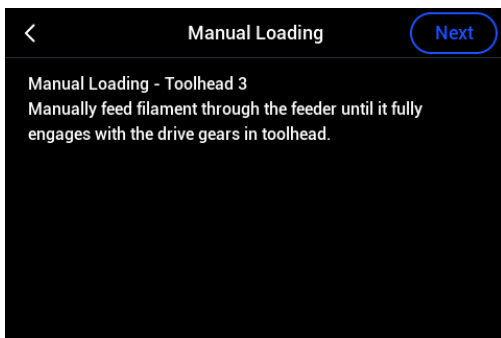 Manual Loading
Next
Manual Loading - Toolhead 3
Manually feed filament through the feeder until it fully
engages with the drive gears in toolhead.